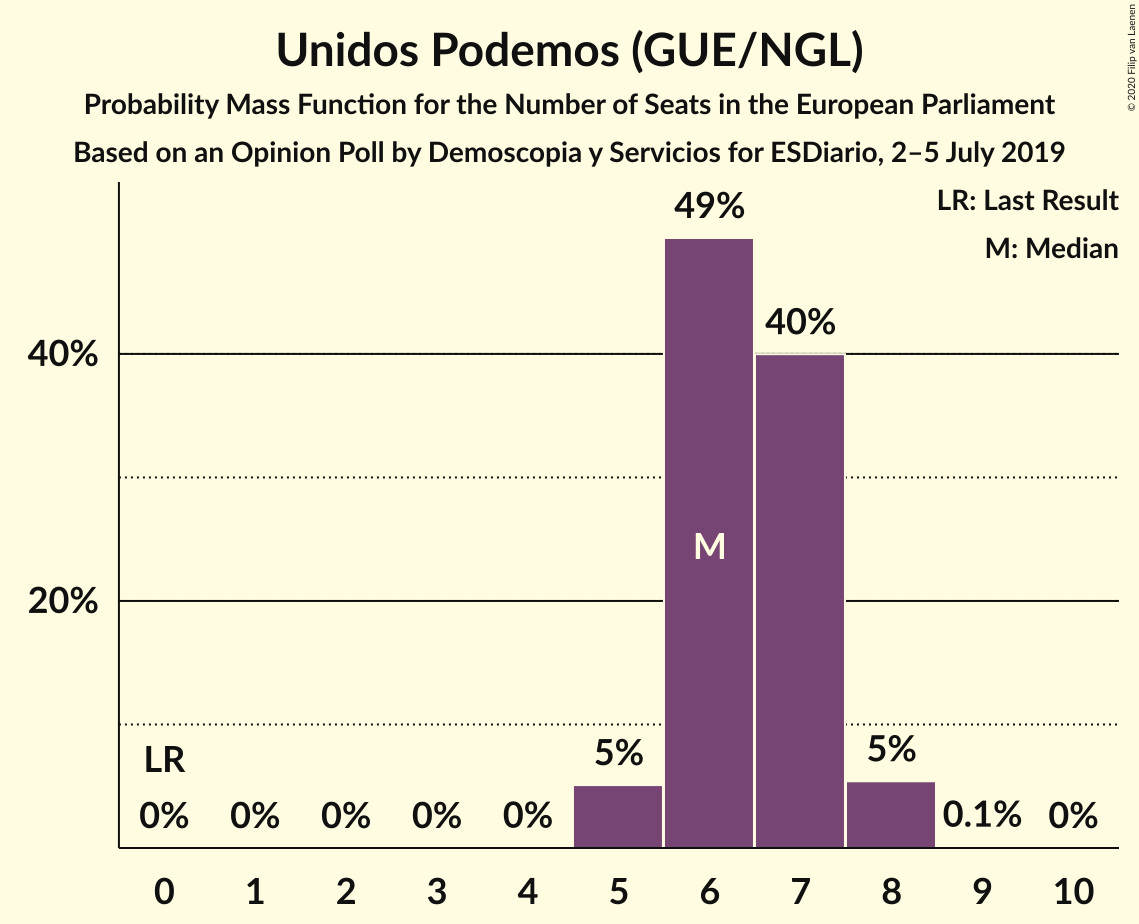 Unidos Podemos (GUE/NGL)
Probability Mass Function for the Number of Seats in the European Parliament
Based on an Opinion Poll by Demoscopia y Servicios for ESDiario, 2–5 July 2019
© 2020 Filip van Laenen
LR: Last Result
M: Median
49%
40%
40%
M
20%
LR
5%
5%
0% 0% 0% 0% 0% 0.1% 0%
0 1 2 3 4 5 6 7 8 9 10